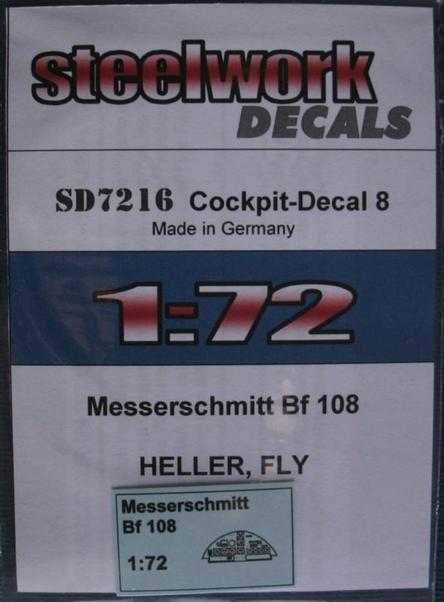 steelwork
DECALS
SD7216 Cockpit-Decal 8
Made in Germany
1:72
Messerschmitt Bf 108
HELLER, FLY
Messerschmitt
Bf 108
1:72